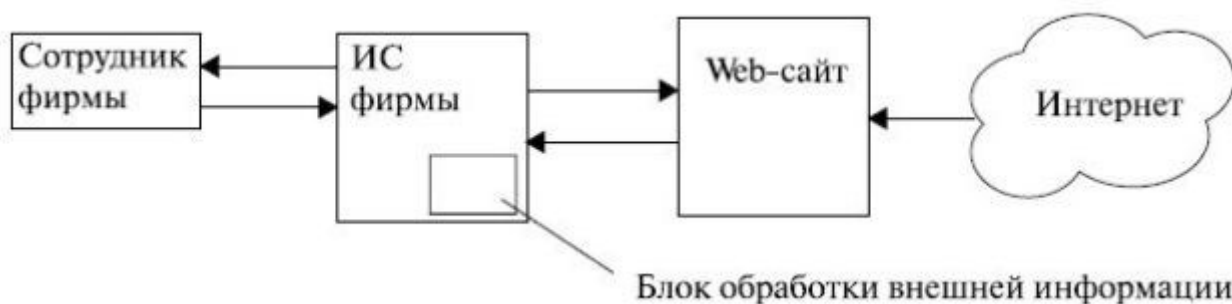 Сотрудник
фирмы
ИС
фирмы
Web-сайт
Интернет
Блок обработки внешней информации